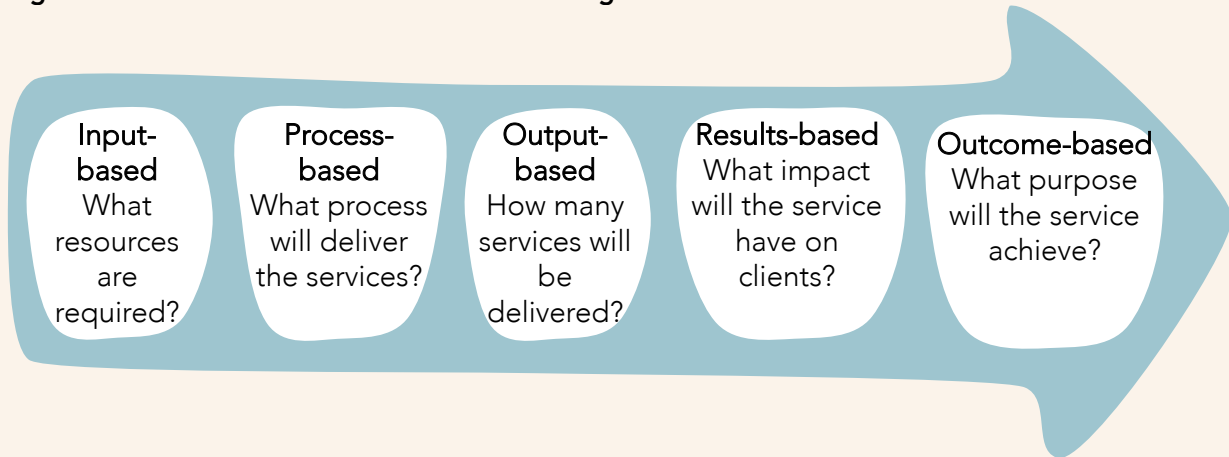 Input-
based
What
resources
are
required?
Process-
based
What process
will deliver
the services?
Output-
based
How many
services will
be
delivered?
Results-based
What impact
will the service
have on
clients?
Outcome-based
What purpose
will the service
achieve?